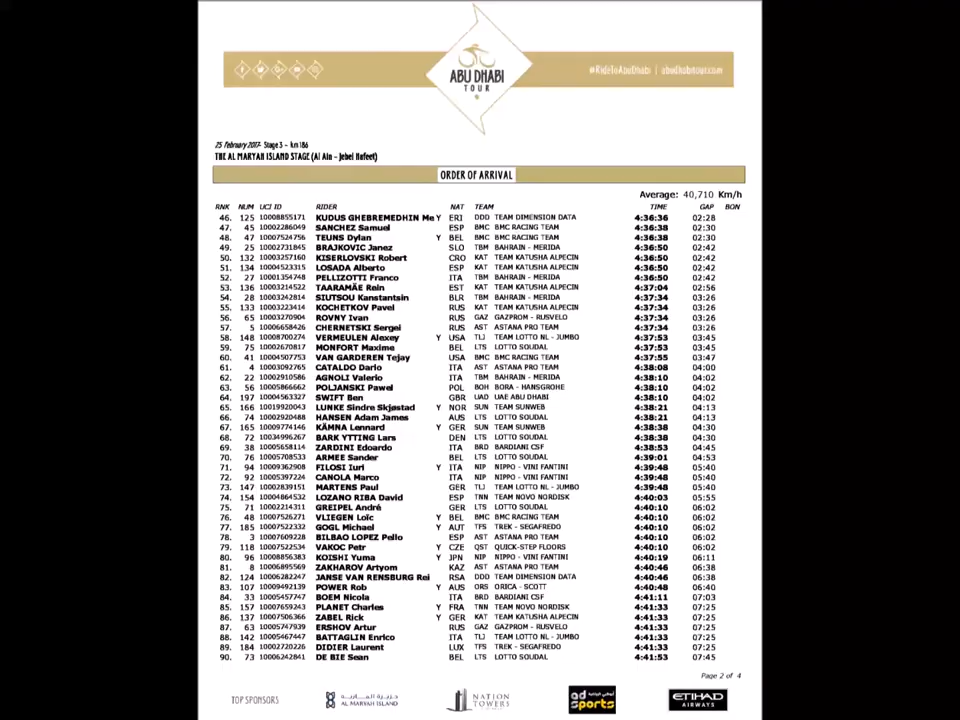 ABU DHABI
TOUR
#RideToAbuDhabi | abudhabitour.com
25 February 2017- Stage 3 - km 186
THE AL MARYAH ISLAND STAGE (Al Ain - Jebel Hafeet)
ORDER OF ARRIVAL
Average: 40,710 Km/h
RNK NUM UCI ID RIDER NAT TEAM TIME GAP BON
46. 125 10008855171 KUDUS GHEBREMEDHIN Me Y ERI DDD TEAM DIMENSION DATA 4:36:36 02:28
47. 45 10002286049 SANCHEZ Samuel ESP BMC BMC RACING TEAM 4:36:38 02:30
48. 47 10007524756 TEUNS Dylan Y BEL BMC BMC RACING TEAM 4:36:38 02:30
49. 25 10002731845 BRAJKOVIC Janez SLO TBM BAHRAIN - MERIDA 4:36:50 02:42
50. 132 10003257160 KISERLOVSKI Robert CRO KAT TEAM KATUSHA ALPECIN 4:36:50 02:42
51. 134 10004523315 LOSADA Alberto ESP KAT TEAM KATUSHA ALPECIN 4:36:50 02:42
52. 27 10001354748 PELLIZOTTI Franco ITA TBM BAHRAIN - MERIDA 4:36:50 02:42
53. 136 10003214522 TAARAMÄE Rein EST KAT TEAM KATUSHA ALPECIN 4:37:04 02:56
54. 28 10003242814 SIUTSOU Kanstantsin BLR TBM BAHRAIN - MERIDA 4:37:34 03:26
55. 133 10003223414 KOCHETKOV Pavel RUS KAT TEAM KATUSHA ALPECIN 4:37:34 03:26
56. 65 10003270904 ROVNY Ivan RUS GAZ GAZPROM - RUSVELO 4:37:34 03:26
57. 5 10006658426 CHERNETSKI Sergei RUS AST ASTANA PRO TEAM 4:37:34 03:26
58. 148 10008700274 VERMEULEN Alexey Y USA TLJ TEAM LOTTO NL - JUMBO 4:37:53 03:45
59. 75 10002670817 MONFORT Maxime BEL LTS LOTTO SOUDAL 4:37:53 03:45
60. 41 10004507753 VAN GARDEREN Tejay USA BMC BMC RACING TEAM 4:37:55 03:47
61. 4 10003092765 CATALDO Dario ITA AST ASTANA PRO TEAM 4:38:08 04:00
62. 22 10002910586 AGNOLI Valerio ITA TBM BAHRAIN - MERIDA 4:38:10 04:02
63. 56 10005866662 POLJANSKI Pawel POL BOH BORA - HANSGROHE 4:38:10 04:02
64. 197 10004563327 SWIFT Ben GBR UAD UAE ABU DHABI 4:38:10 04:02
65. 166 10019920043 LUNKE Sindre Skjøstad Y NOR SUN TEAM SUNWEB 4:38:21 04:13
66. 74 10002920488 HANSEN Adam James AUS LTS LOTTO SOUDAL 4:38:21 04:13
67. 165 10009774146 KÄMNA Lennard Y GER SUN TEAM SUNWEB 4:38:38 04:30
68. 72 10034996267 BARK YTTING Lars DEN LTS LOTTO SOUDAL 4:38:38 04:30
69. 38 10005658114 ZARDINI Edoardo ITA BRD BARDIANI CSF 4:38:53 04:45
70. 76 10005708533 ARMEE Sander BEL LTS LOTTO SOUDAL 4:39:01 04:53
71. 94 10009362908 FILOSI Iuri Y ITA NIP NIPPO - VINI FANTINI 4:39:48 05:40
72. 92 10005397224 CANOLA Marco ITA NIP NIPPO - VINI FANTINI 4:39:48 05:40
73. 147 10002839151 MARTENS Paul GER TLJ TEAM LOTTO NL - JUMBO 4:39:48 05:40
74. 154 10004864532 LOZANO RIBA David ESP TNN TEAM NOVO NORDISK 4:40:03 05:55
75. 71 10002214311 GREIPEL André GER LTS LOTTO SOUDAL 4:40:10 06:02
76. 48 10007526271 VLIEGEN Loïc Y BEL BMC BMC RACING TEAM 4:40:10 06:02
77. 185 10007522332 GOGL Michael Y AUT TFS TREK - SEGAFREDO 4:40:10 06:02
78. 3 10007609228 BILBAO LOPEZ Pello ESP AST ASTANA PRO TEAM 4:40:10 06:02
79. 118 10007522534 VAKOC Petr Y CZE QST QUICK-STEP FLOORS 4:40:10 06:02
80. 96 10008856383 KOISHI Yuma Y JPN NIP NIPPO - VINI FANTINI 4:40:19 06:11
81. 8 10006895569 ZAKHAROV Artyom KAZ AST ASTANA PRO TEAM 4:40:46 06:38
82. 124 10006282247 JANSE VAN RENSBURG Rei RSA DDD TEAM DIMENSION DATA 4:40:46 06:38
83. 107 10009492139 POWER Rob Y AUS ORS ORICA - SCOTT 4:40:48 06:40
84. 33 10005457747 BOEM Nicola ITA BRD BARDIANI CSF 4:41:11 07:03
85. 157 10007659243 PLANET Charles Y FRA TNN TEAM NOVO NORDISK 4:41:33 07:25
86. 137 10007506366 ZABEL Rick Y GER KAT TEAM KATUSHA ALPECIN 4:41:33 07:25
87. 63 10005747939 ERSHOV Artur RUS GAZ GAZPROM - RUSVELO 4:41:33 07:25
88. 142 10005467447 BATTAGLIN Enrico ITA TLJ TEAM LOTTO NL - JUMBO 4:41:33 07:25
89. 184 10002720226 DIDIER Laurent LUX TFS TREK - SEGAFREDO 4:41:33 07:25
90. 73 10006242841 DE BIE Sean BEL LTS LOTTO SOUDAL 4:41:53 07:45
Page 2 of 4
TOP SPONSORS
جزيرة الماريه
AL MARYAH ISLAND
NATION
TOWERS
أبوظبي الرياضية
ad
sports
ETIHAD
AIRWAYS